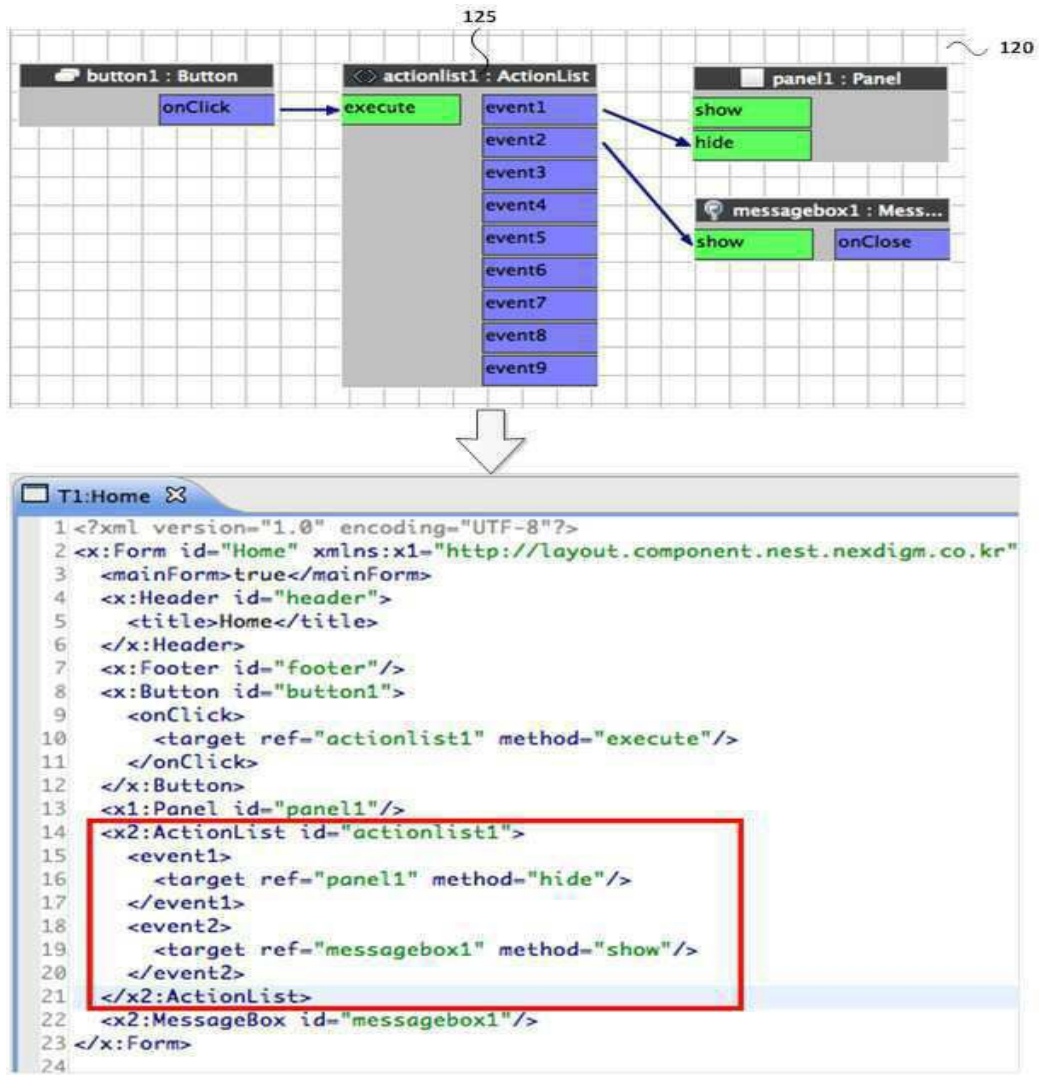 125
120
button1 : Button
actionlist1 : ActionList
panel1 : Panel
onClick
execute
event1
show
event2
hide
event3
event4
messagebox1 : Mess...
event5
show
onClose
event6
event7
event8
event9
T1:Home
1 <?xml version="1.0" encoding="UTF-8"?>
2 <x:Form id="Home" xmlns:x1="http://layout.component.nest.nexdigm.co.kr"
3 <mainForm>true</mainForm>
4 <x:Header id="header">
5 <title>Home</title>
6 </x:Header>
7 <x:Footer id="footer"/>
8 <x:Button id="button1">
9 <onClick>
10 <target ref="actionlist1" method="execute"/>
11 </onClick>
12 </x:Button>
13 <x1:Panel id="panel1"/>
14 <x2:ActionList id="actionlist1">
15 <event1>
16 <target ref="panel1" method="hide"/>
17 </event1>
18 <event2>
19 <target ref="messagebox1" method="show"/>
20 </event2>
21 </x2:ActionList>
22 <x2:MessageBox id="messagebox1"/>
23 </x:Form>
24